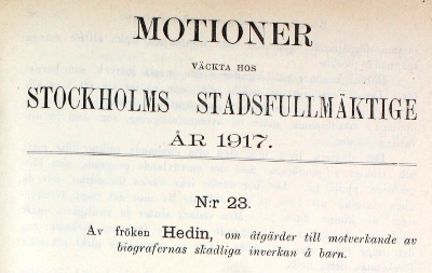 MOTIONER
VÄCKTA HOS
STOCKHOLMS STADSFULLMÄKTIGE
ÅR 1917.
N:r 23.
Av fröken Hedin, om åtgärder till motverkande av
biografernas skadliga inverkan å barn.